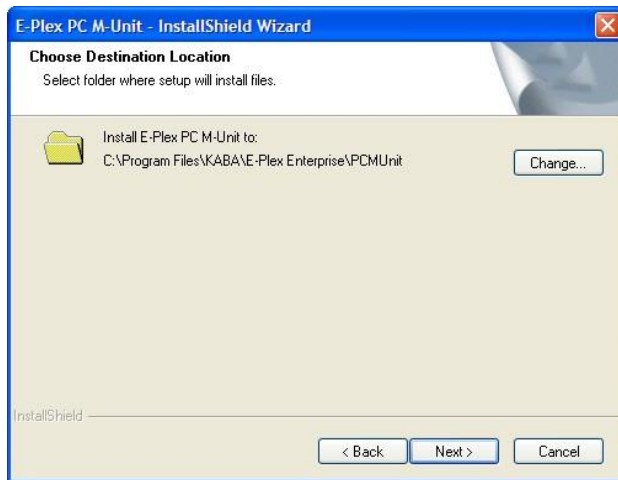 E-Plex PC M-Unit - InstallShield Wizard
Choose Destination Location
Select folder where setup will install files.
Install E-Plex PC M-Unit to:
C:\Program Files\KABA\E-Plex Enterprise\PCMUnit
Change...
InstallShield
< Back
Next >
Cancel